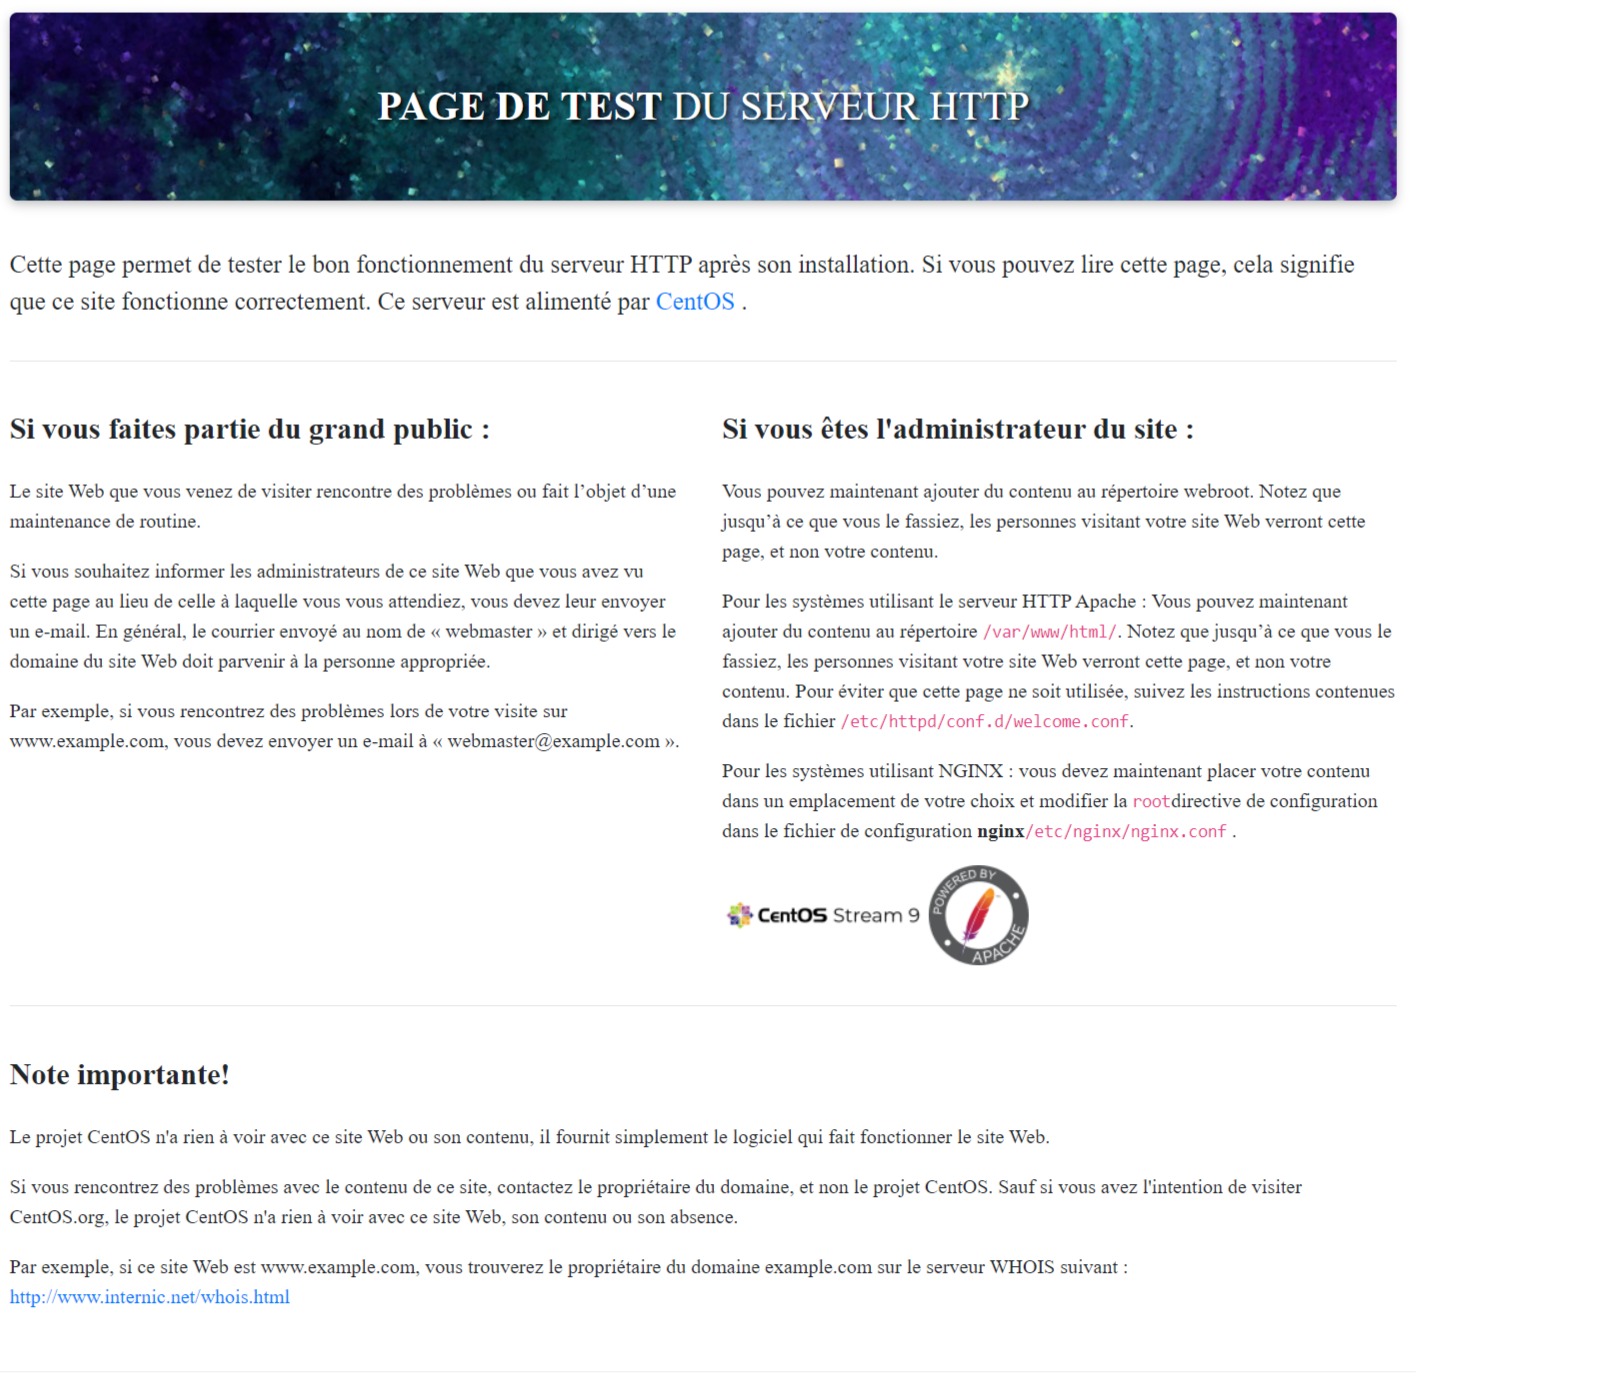 PAGE DE TEST DU SERVEUR HTTP
Cette page permet de tester le bon fonctionnement du serveur HTTP après son installation. Si vous pouvez lire cette page, cela signifie
que ce site fonctionne correctement. Ce serveur est alimenté par CentOS .
Si vous faites partie du grand public :
Le site Web que vous venez de visiter rencontre des problèmes ou fait l’objet d’une
maintenance de routine.
Si vous souhaitez informer les administrateurs de ce site Web que vous avez vu
cette page au lieu de celle à laquelle vous vous attendiez, vous devez leur envoyer
un e-mail. En général, le courrier envoyé au nom de « webmaster » et dirigé vers le
domaine du site Web doit parvenir à la personne appropriée.
Par exemple, si vous rencontrez des problèmes lors de votre visite sur
www.example.com, vous devez envoyer un e-mail à « webmaster@example.com ».
Si vous êtes l'administrateur du site :
Vous pouvez maintenant ajouter du contenu au répertoire webroot. Notez que
jusqu’à ce que vous le fassiez, les personnes visitant votre site Web verront cette
page, et non votre contenu.
Pour les systèmes utilisant le serveur HTTP Apache : Vous pouvez maintenant
ajouter du contenu au répertoire /var/www/html/. Notez que jusqu’à ce que vous le
fassiez, les personnes visitant votre site Web verront cette page, et non votre
contenu. Pour éviter que cette page ne soit utilisée, suivez les instructions contenues
dans le fichier /etc/httpd/conf.d/welcome.conf.
Pour les systèmes utilisant NGINX : vous devez maintenant placer votre contenu
dans un emplacement de votre choix et modifier la rootdirective de configuration
dans le fichier de configuration nginx/etc/nginx/nginx.conf .
CentOS Stream 9
POWERED BY
APACHE
Note importante!
Le projet CentOS n'a rien à voir avec ce site Web ou son contenu, il fournit simplement le logiciel qui fait fonctionner le site Web.
Si vous rencontrez des problèmes avec le contenu de ce site, contactez le propriétaire du domaine, et non le projet CentOS. Sauf si vous avez l'intention de visiter
CentOS.org, le projet CentOS n'a rien à voir avec ce site Web, son contenu ou son absence.
Par exemple, si ce site Web est www.example.com, vous trouverez le propriétaire du domaine example.com sur le serveur WHOIS suivant :
http://www.internic.net/whois.html